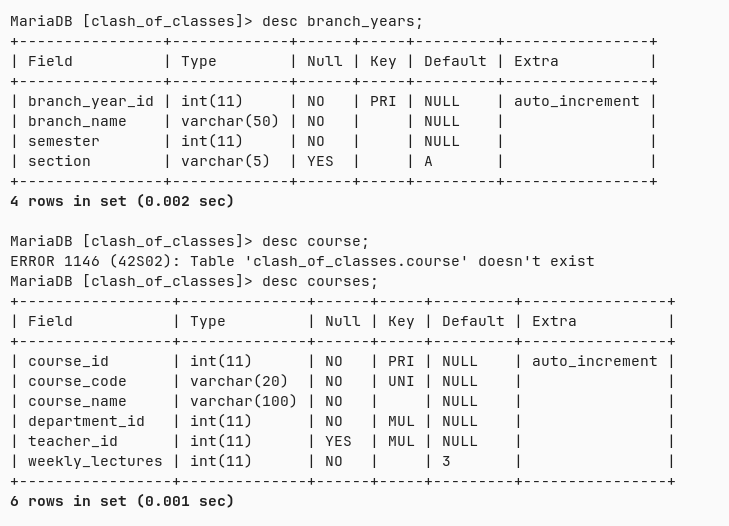 MariaDB [clash_of_classes]> desc branch_years;
+----------------+-------------+------+-----+---------+----------------+
| Field          | Type        | Null | Key | Default | Extra          |
+----------------+-------------+------+-----+---------+----------------+
| branch_year_id | int(11)     | NO   | PRI | NULL    | auto_increment |
| branch_name    | varchar(50) | NO   |     | NULL    |                |
| semester       | int(11)     | NO   |     | NULL    |                |
| section        | varchar(5)  | YES  |     | A       |                |
+----------------+-------------+------+-----+---------+----------------+
4 rows in set (0.002 sec)

MariaDB [clash_of_classes]> desc course;
ERROR 1146 (42S02): Table 'clash_of_classes.course' doesn't exist
MariaDB [clash_of_classes]> desc courses;
+-----------------+--------------+------+-----+---------+----------------+
| Field           | Type         | Null | Key | Default | Extra          |
+-----------------+--------------+------+-----+---------+----------------+
| course_id       | int(11)      | NO   | PRI | NULL    | auto_increment |
| course_code     | varchar(20)  | NO   | UNI | NULL    |                |
| course_name     | varchar(100) | NO   |     | NULL    |                |
| department_id   | int(11)      | NO   | MUL | NULL    |                |
| teacher_id      | int(11)      | YES  | MUL | NULL    |                |
| weekly_lectures | int(11)      | NO   |     | 3       |                |
+-----------------+--------------+------+-----+---------+----------------+
6 rows in set (0.001 sec)